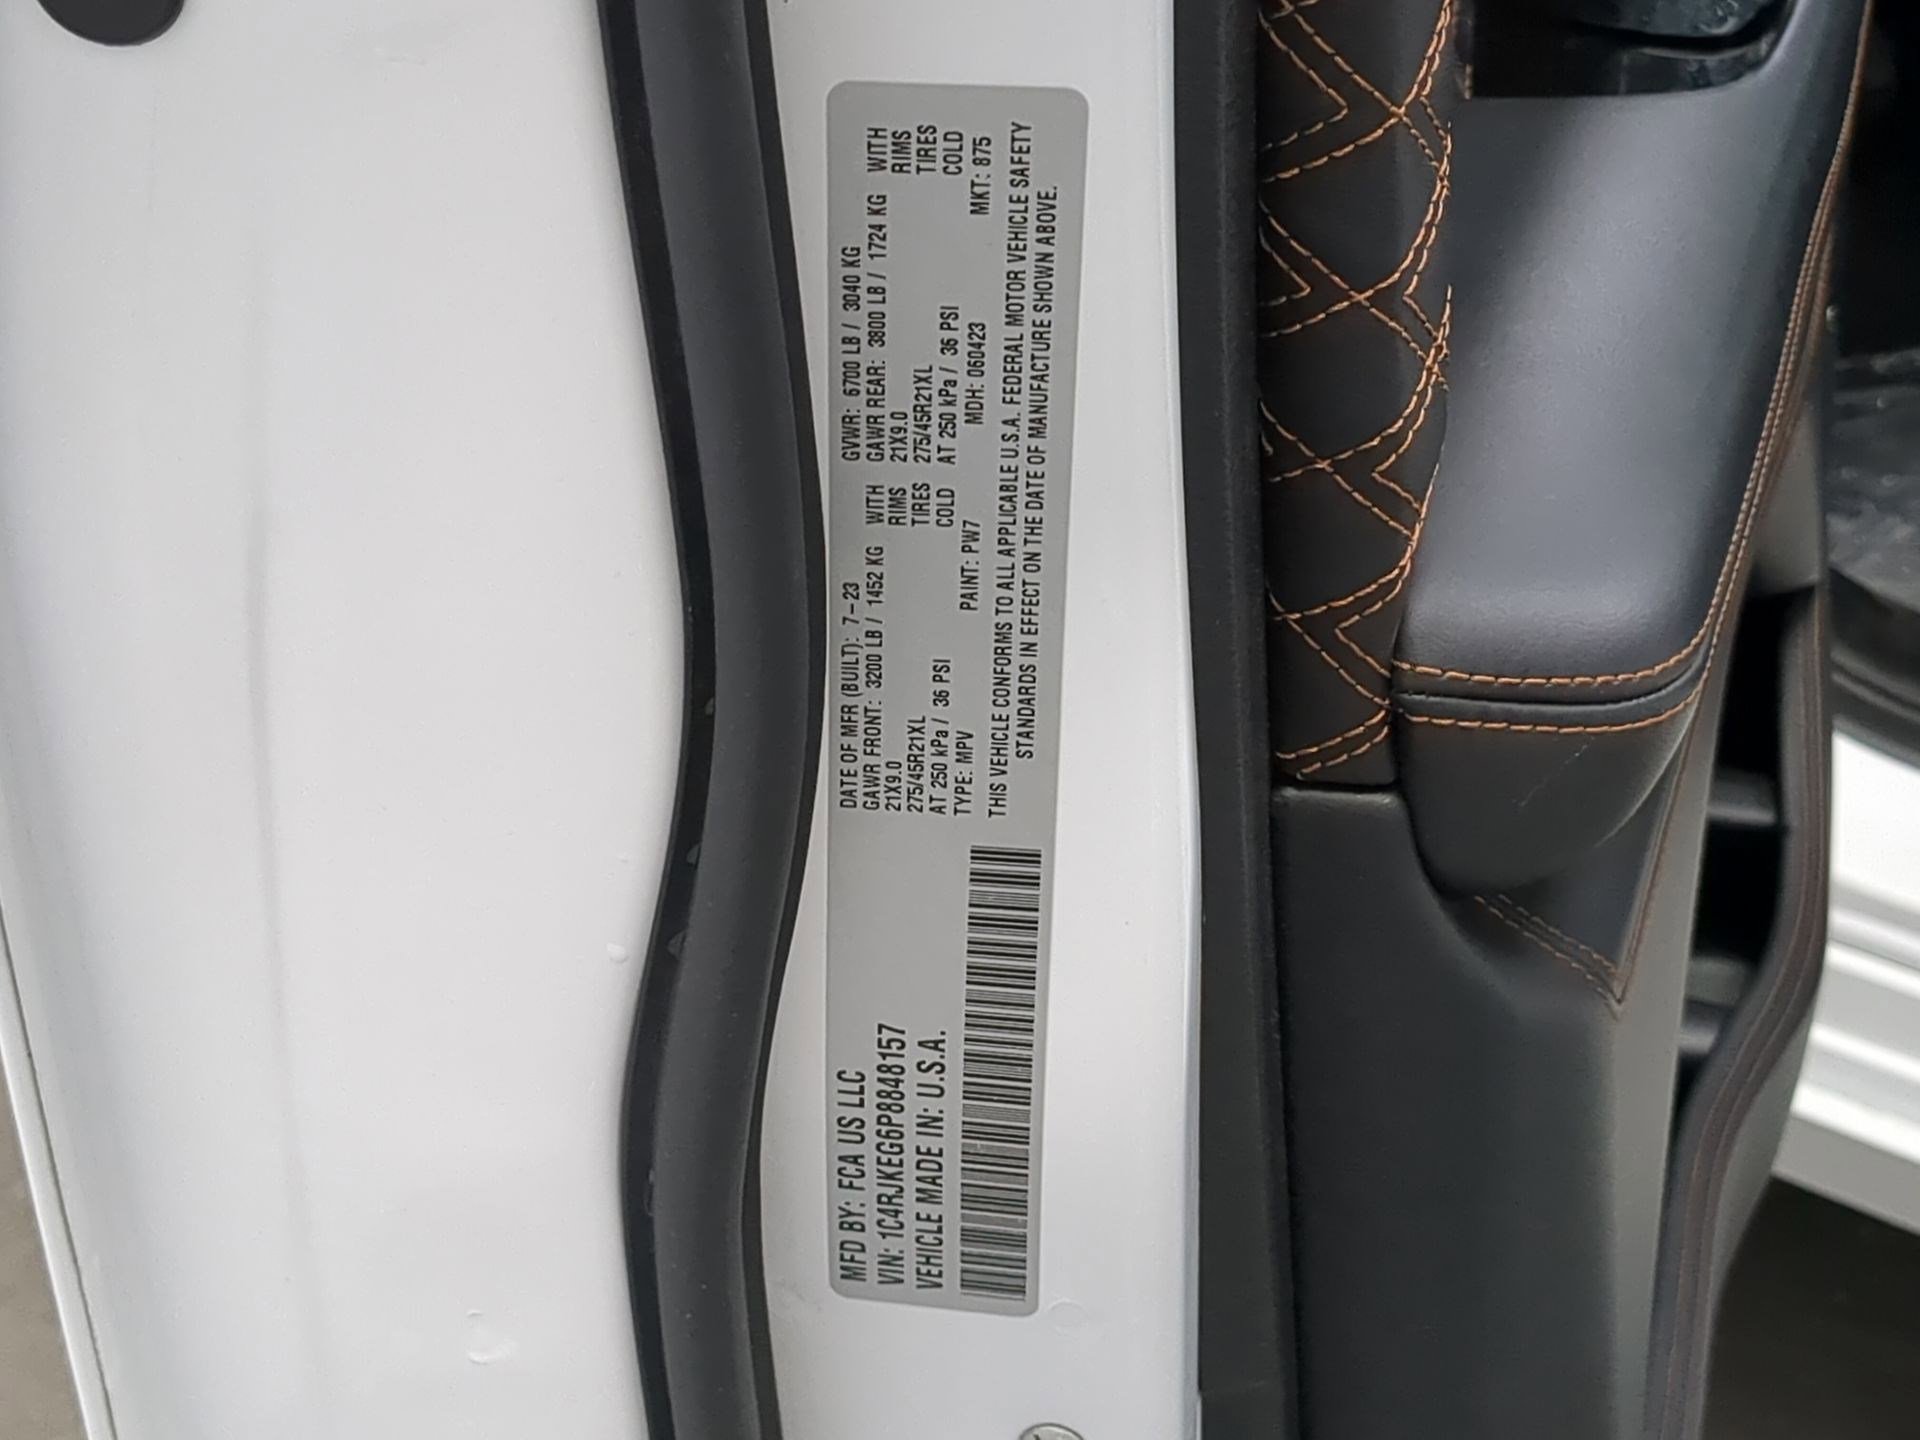 MFD BY: FCA US LLC
VIN: 1C4RJKEG6P8848157
VEHICLE MADE IN: U.S.A.
DATE OF MFR (BUILT): 7-23 GVWR: 6700 LB / 3040 KG
GAWR FRONT: 3200 LB / 1452 KG WITH GAWR REAR: 3800 LB / 1724 KG WITH
21X9.0 RIMS 21X9.0 RIMS
275/45R21XL TIRES 275/45R21XL TIRES
AT 250 kPa / 36 PSI COLD AT 250 kPa / 36 PSI COLD
TYPE: MPV PAINT: PW7 MDH: 060423 MKT: 875
THIS VEHICLE CONFORMS TO ALL APPLICABLE U.S.A. FEDERAL MOTOR VEHICLE SAFETY
STANDARDS IN EFFECT ON THE DATE OF MANUFACTURE SHOWN ABOVE.